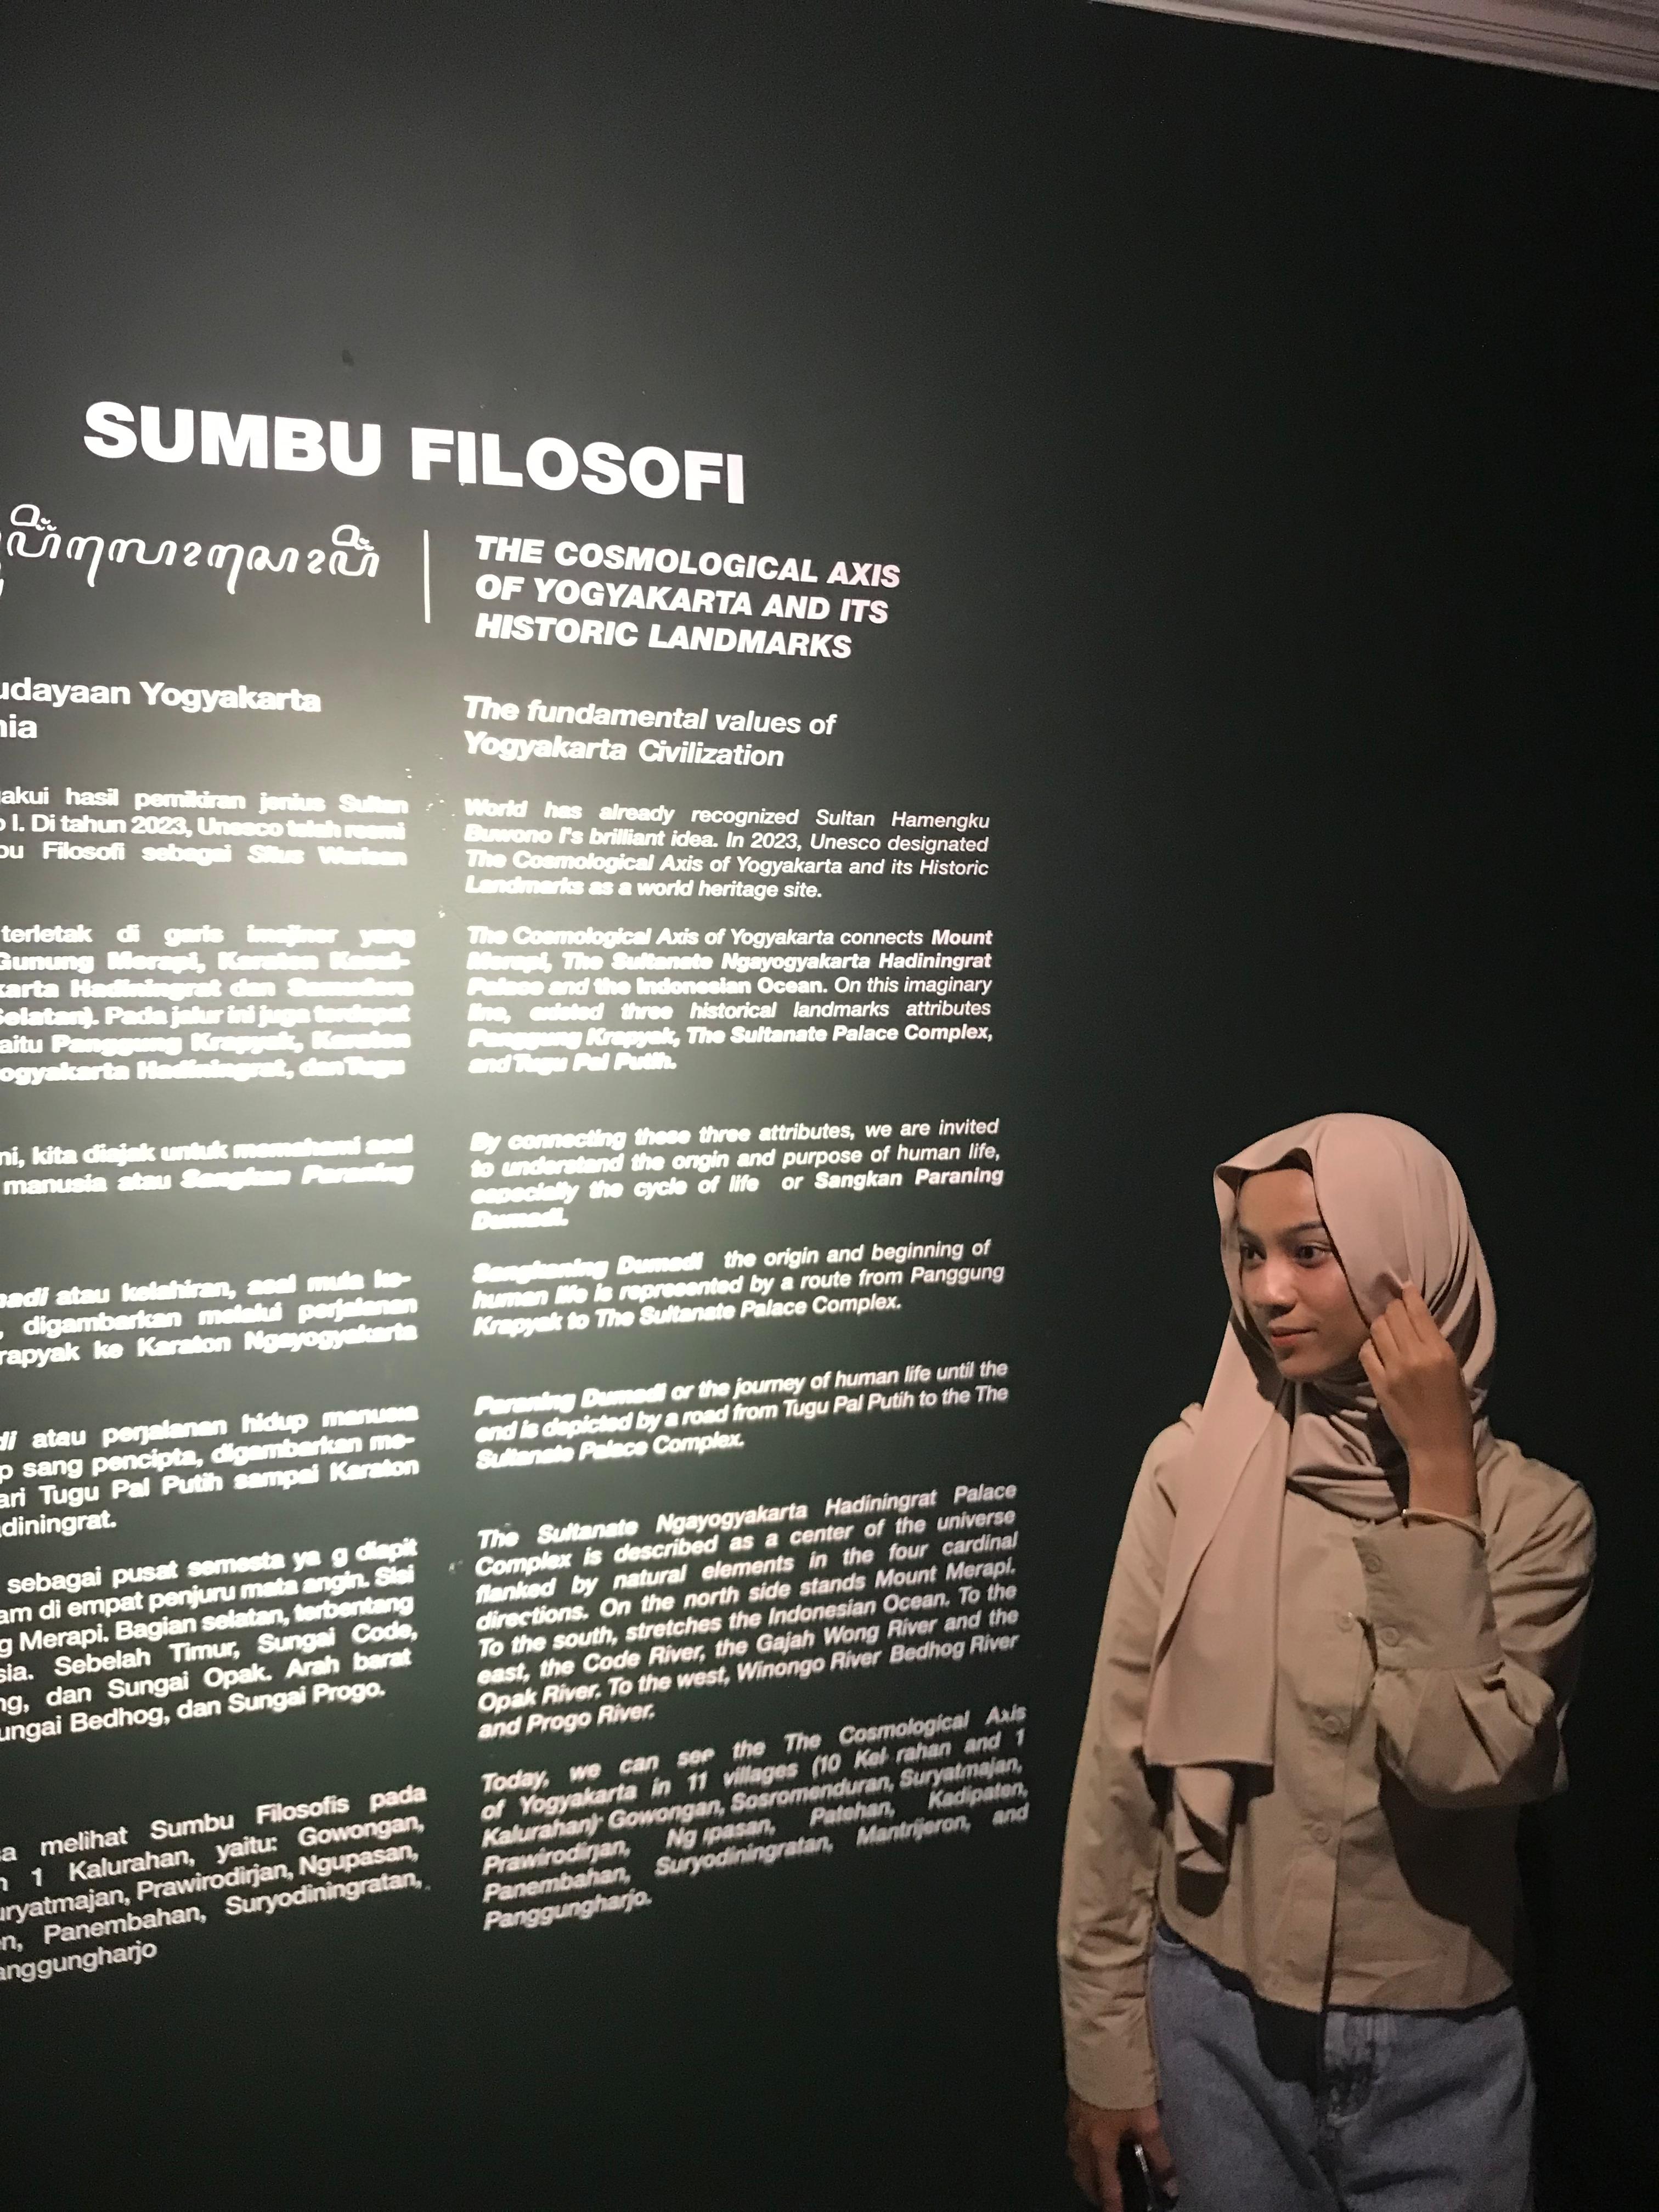 SUMBU FILOSOFI
THE COSMOLOGICAL AXIS
OF YOGYAKARTA AND ITS
HISTORIC LANDMARKS
udayaan Yogyakarta
nia
akui hasil pemikiran jenius Sultan
o I. Di tahun 2023, Unesco telah resmi
bu Filosofi sebagai Situs Warisan
terletak di garis imajiner yang
Gunung Merapi, Karaton Kasul-
karta Hadiningrat dan Samudera
Selatan). Pada jalur ini juga terdapat
aitu Panggung Krapyak, Karaton
ogyakarta Hadiningrat, dan Tugu
ni, kita diajak untuk memahami asal
manusia atau Sangkan Paraning
madi atau kelahiran, asal mula ke-
, digambarkan melalui perjalanan
rapyak ke Karaton Ngayogyakarta
di atau perjalanan hidup manusia
p sang pencipta, digambarkan me-
ari Tugu Pal Putih sampai Karaton
adiningrat.
sebagai pusat semesta ya g diapit
am di empat penjuru mata angin. Sisi
g Merapi. Bagian selatan, terbentang
sia. Sebelah Timur, Sungai Code,
ng, dan Sungai Opak. Arah barat
ungai Bedhog, dan Sungai Progo.
a melihat Sumbu Filosofis pada
n 1 Kalurahan, yaitu: Gowongan,
uryatmajan, Prawirodirjan, Ngupasan,
n, Panembahan, Suryodiningratan,
anggungharjo
The fundamental values of
Yogyakarta Civilization
World has already recognized Sultan Hamengku
Buwono I's brilliant idea. In 2023, Unesco designated
The Cosmological Axis of Yogyakarta and its Historic
Landmarks as a world heritage site.
The Cosmological Axis of Yogyakarta connects Mount
Merapi, The Sultanate Ngayogyakarta Hadiningrat
Palace and the Indonesian Ocean. On this imaginary
line, existed three historical landmarks attributes
Panggung Krapyak, The Sultanate Palace Complex,
and Tugu Pal Putih.
By connecting these three attributes, we are invited
to understand the origin and purpose of human life,
especially the cycle of life or Sangkan Paraning
Dumadi.
Sangkaning Dumadi the origin and beginning of
human life is represented by a route from Panggung
Krapyak to The Sultanate Palace Complex.
Paraning Dumadi or the journey of human life until the
end is depicted by a road from Tugu Pal Putih to the The
Sultanate Palace Complex.
The Sultanate Ngayogyakarta Hadiningrat Palace
Complex is described as a center of the universe
flanked by natural elements in the four cardinal
directions. On the north side stands Mount Merapi.
To the south, stretches the Indonesian Ocean. To the
east, the Code River, the Gajah Wong River and the
Opak River. To the west, Winongo River Bedhog River
and Progo River.
Today, we can see the The Cosmological Axis
of Yogyakarta in 11 villages (10 Kel rahan and 1
Kalurahan)- Gowongan, Sosromenduran, Suryatmajan,
Prawirodirjan, Ng ipasan, Patehan, Kadipaten,
Panembahan, Suryodiningratan, Mantrijeron, and
Panggungharjo.